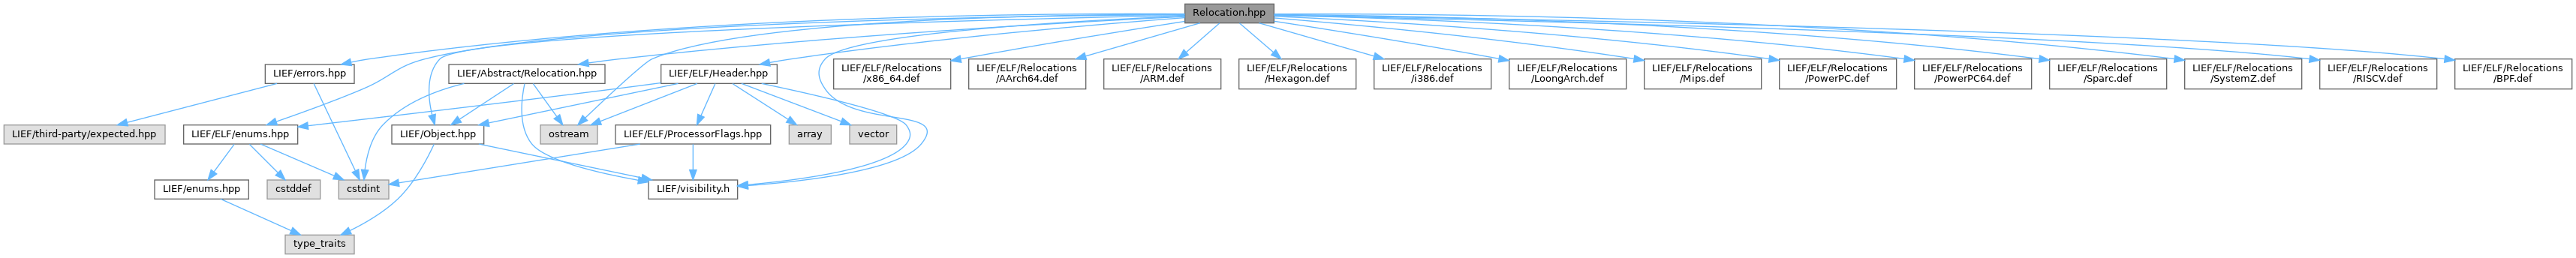 Relocation.hpp
LIEF/errors.hpp
LIEF/Abstract/Relocation.hpp
LIEF/ELF/Header.hpp
LIEF/ELF/Relocations
/x86_64.def
LIEF/ELF/Relocations
/AArch64.def
LIEF/ELF/Relocations
/ARM.def
LIEF/ELF/Relocations
/Hexagon.def
LIEF/ELF/Relocations
/i386.def
LIEF/ELF/Relocations
/LoongArch.def
LIEF/ELF/Relocations
/Mips.def
LIEF/ELF/Relocations
/PowerPC.def
LIEF/ELF/Relocations
/PowerPC64.def
LIEF/ELF/Relocations
/Sparc.def
LIEF/ELF/Relocations
/SystemZ.def
LIEF/ELF/Relocations
/RISCV.def
LIEF/ELF/Relocations
/BPF.def
LIEF/third-party/expected.hpp
LIEF/ELF/enums.hpp
LIEF/Object.hpp
ostream
LIEF/ELF/ProcessorFlags.hpp
array
vector
LIEF/enums.hpp
cstddef
cstdint
LIEF/visibility.h
type_traits